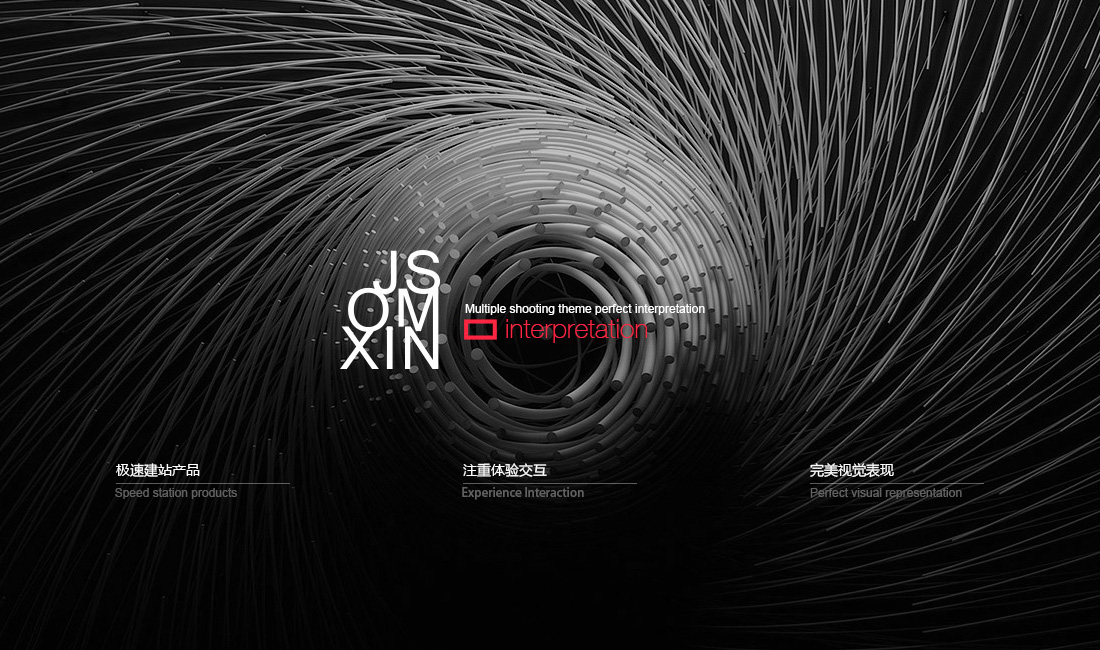 JS
OM
XIN
Multiple shooting theme perfect interpretation
interpretation
极速建站产品
Speed station products
注重体验交互
Experience Interaction
完美视觉表现
Perfect visual representation